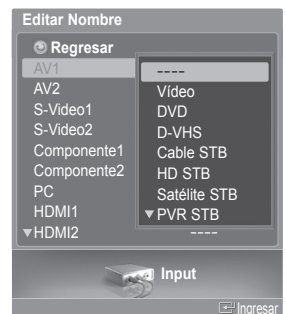 Editar Nombre
Regresar
AV1
----
AV2
Vídeo
S-Video1
DVD
S-Video2
D-VHS
Componente1
Cable STB
Componente2
HD STB
PC
Satélite STB
HDMI1
▼PVR STB
▼HDMI2
----
Input
Ingresar